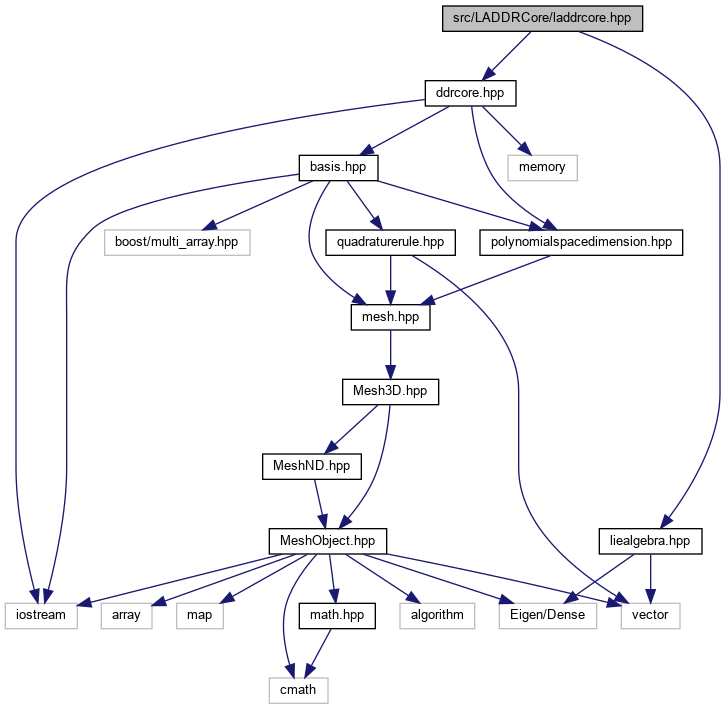 src/LADDRCore/laddrcore.hpp
ddrcore.hpp
basis.hpp
memory
boost/multi_array.hpp
quadraturerule.hpp
polynomialspacedimension.hpp
mesh.hpp
Mesh3D.hpp
MeshND.hpp
MeshObject.hpp
liealgebra.hpp
iostream
array
map
math.hpp
algorithm
Eigen/Dense
vector
cmath